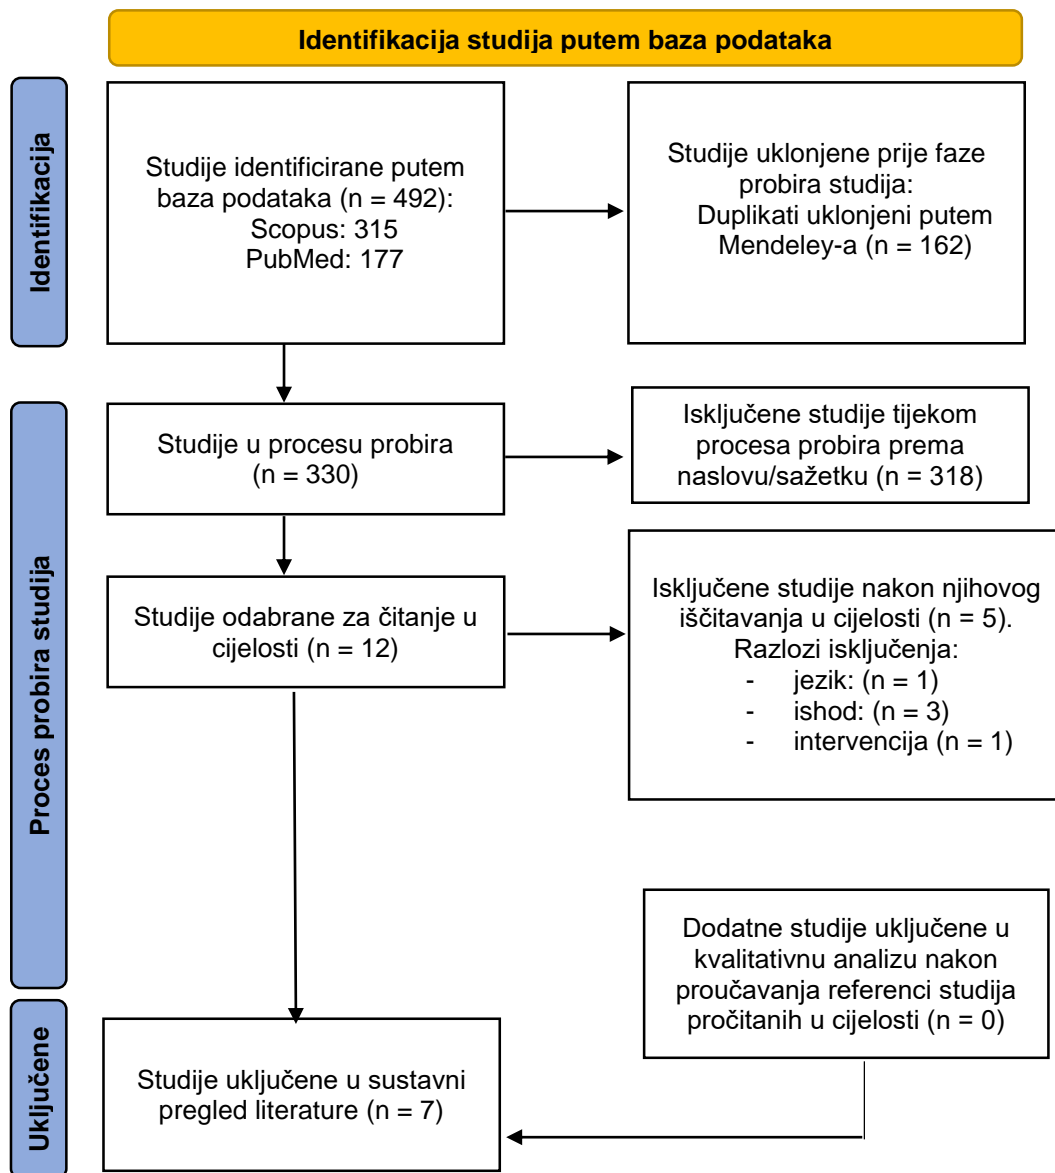 Identifikacija studija putem baza podataka
Identifikacija
Studije identificirane putem
baza podataka (n = 492):
Scopus: 315
PubMed: 177
Studije uklonjene prije faze
probira studija:
Duplikati uklonjeni putem
Mendeley-a (n = 162)
Proces probira studija
Studije u procesu probira
(n = 330)
Isključene studije tijekom
procesa probira prema
naslovu/sažetku (n = 318)
Studije odabrane za čitanje u
cijelosti (n = 12)
Isključene studije nakon njihovog
iščitavanja u cijelosti (n = 5).
Razlozi isključenja:
- jezik: (n = 1)
- ishod: (n = 3)
- intervencija (n = 1)
Dodatne studije uključene u
kvalitativnu analizu nakon
proučavanja referenci studija
pročitanih u cijelosti (n = 0)
Uključene
Studije uključene u sustavni
pregled literature (n = 7)